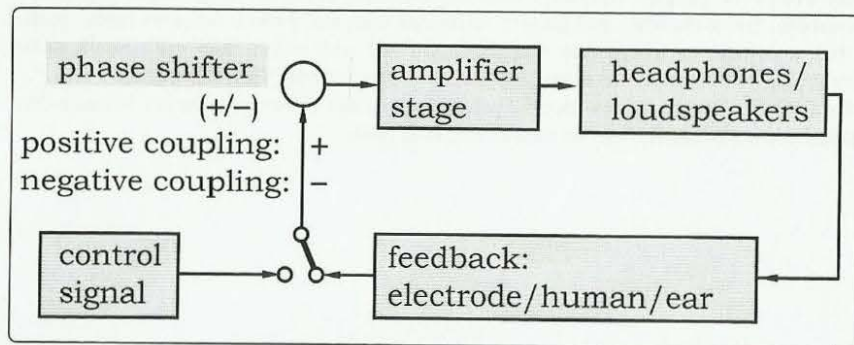 phase shifter
(+/−)
positive coupling: +
negative coupling: −
amplifier
stage
headphones/
loudspeakers
control
signal
feedback:
electrode/human/ear